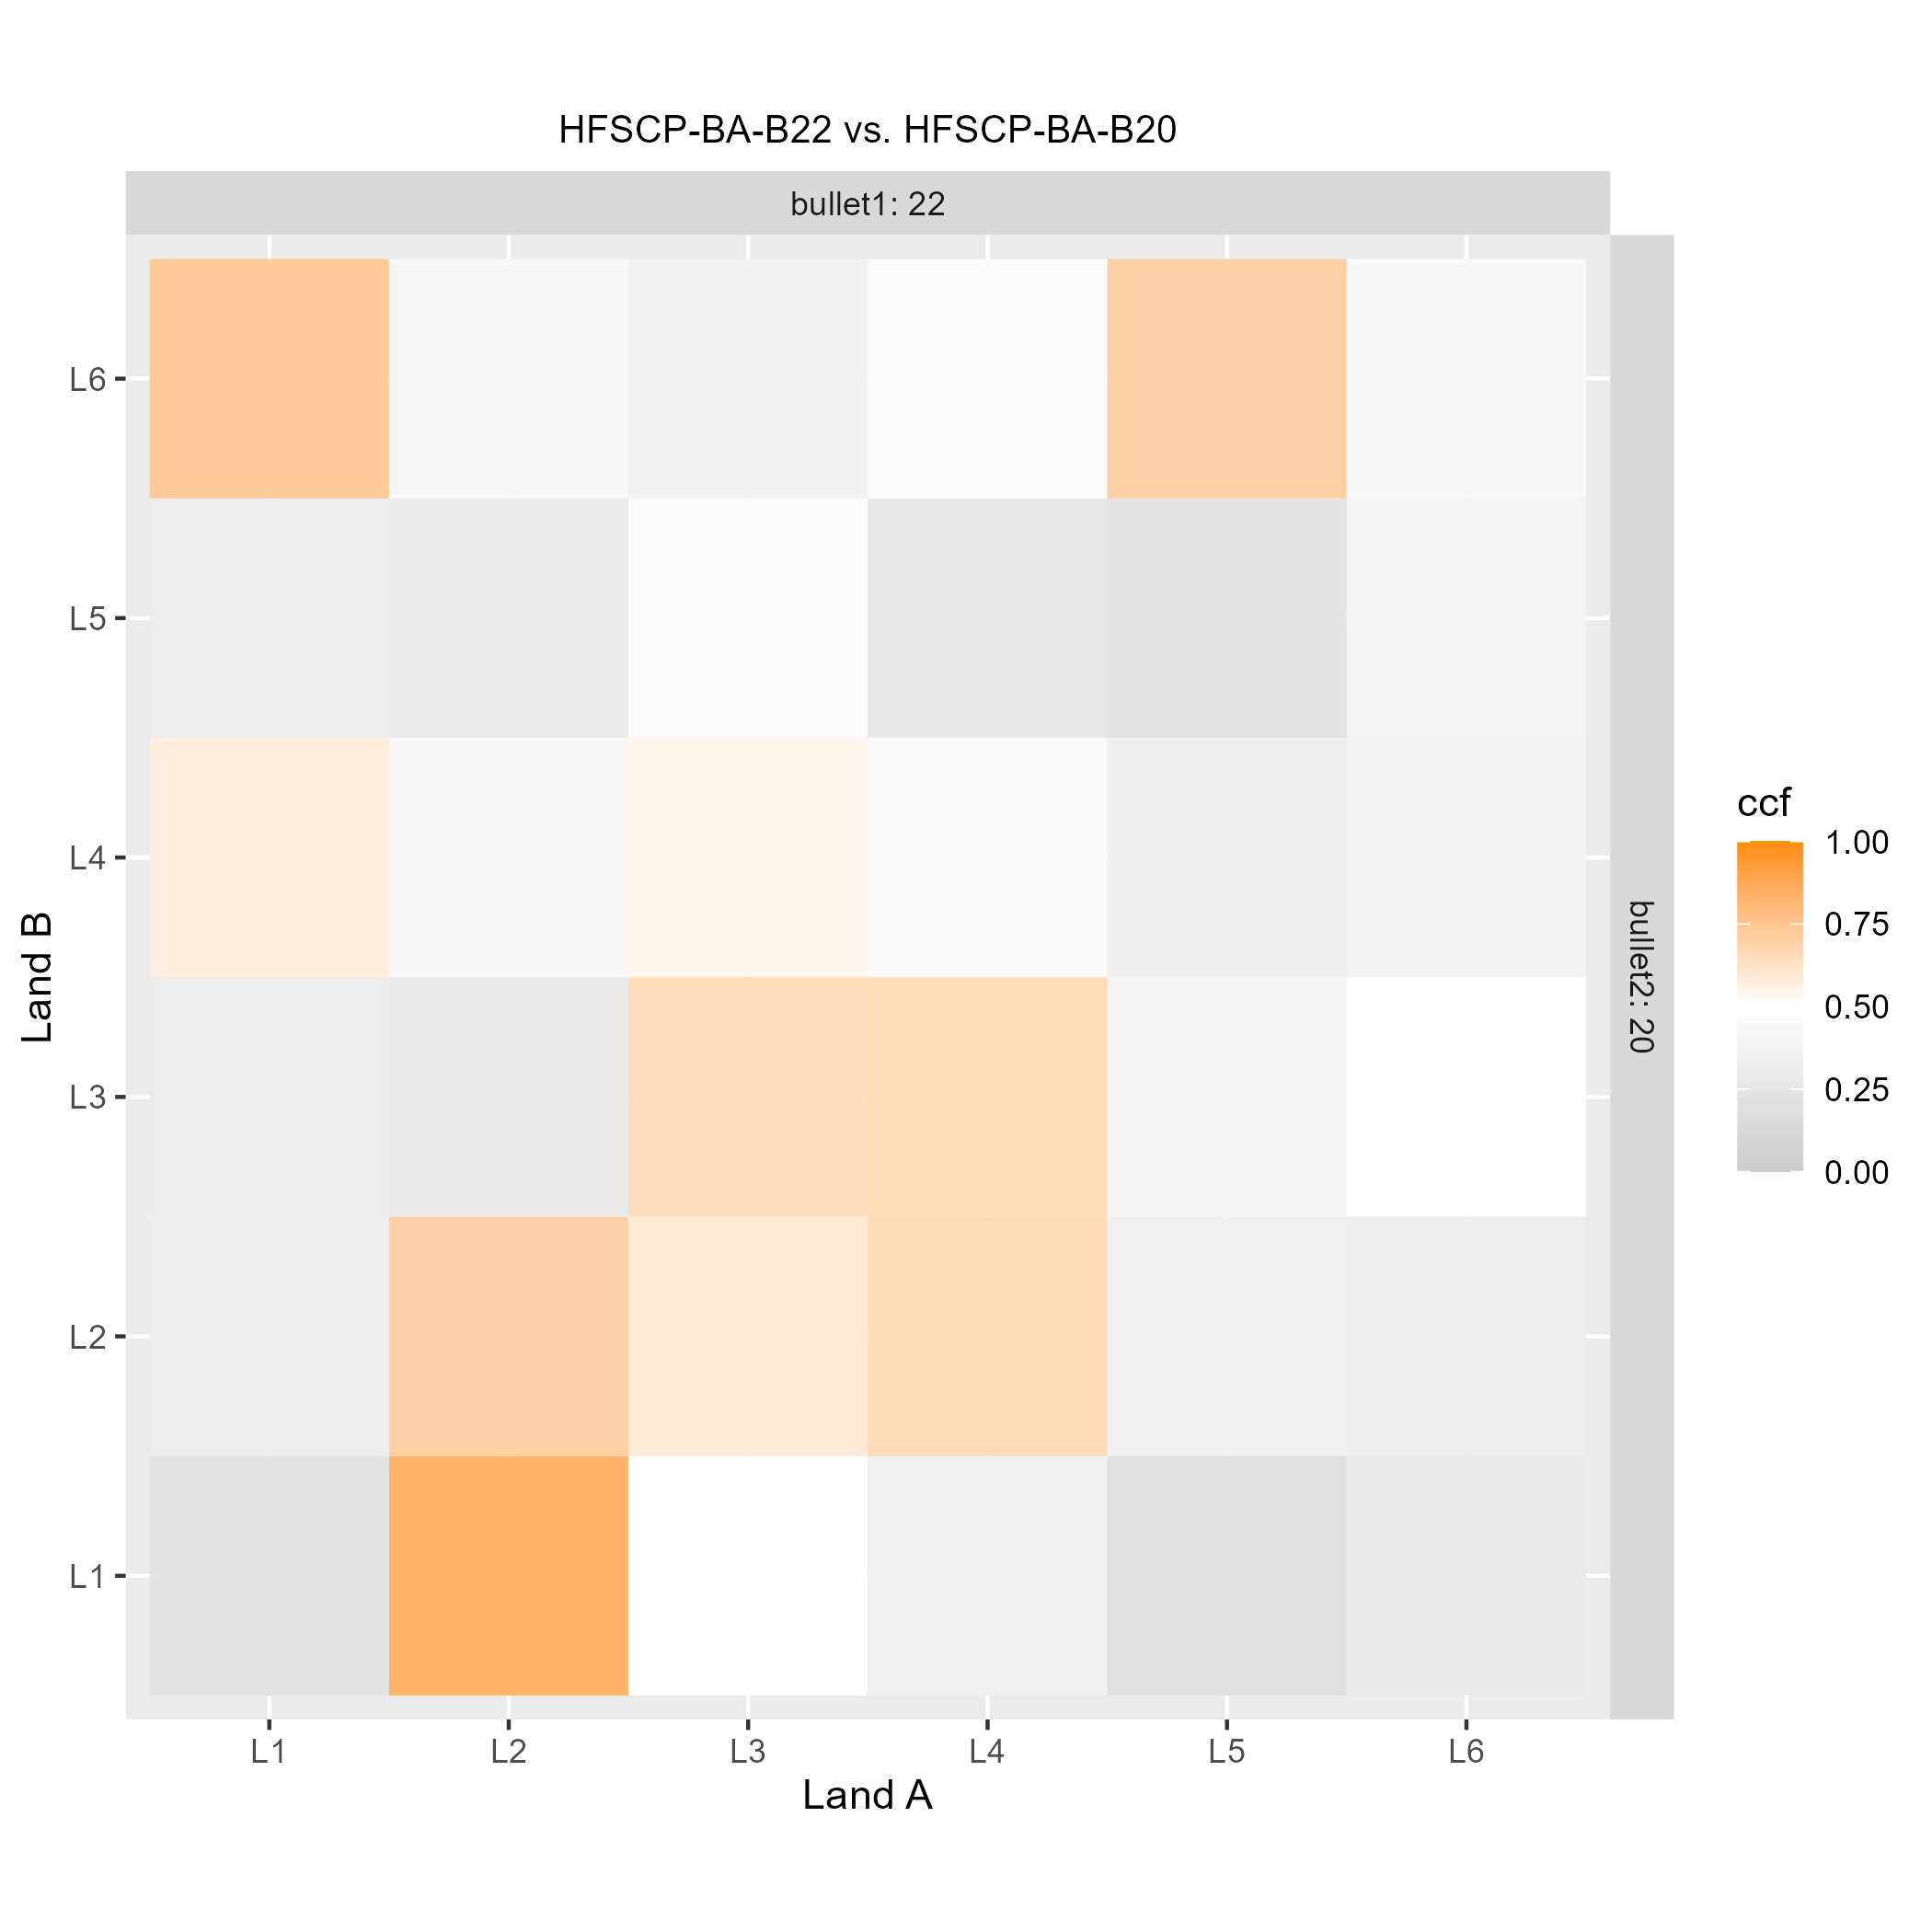 HFSCP-BA-B22 vs. HFSCP-BA-B20
bullet1: 22
L6
L5
L4
L3
L2
L1
Land B
L1 L2 L3 L4 L5 L6
Land A
bullet2: 20
ccf
1.00
0.75
0.50
0.25
0.00